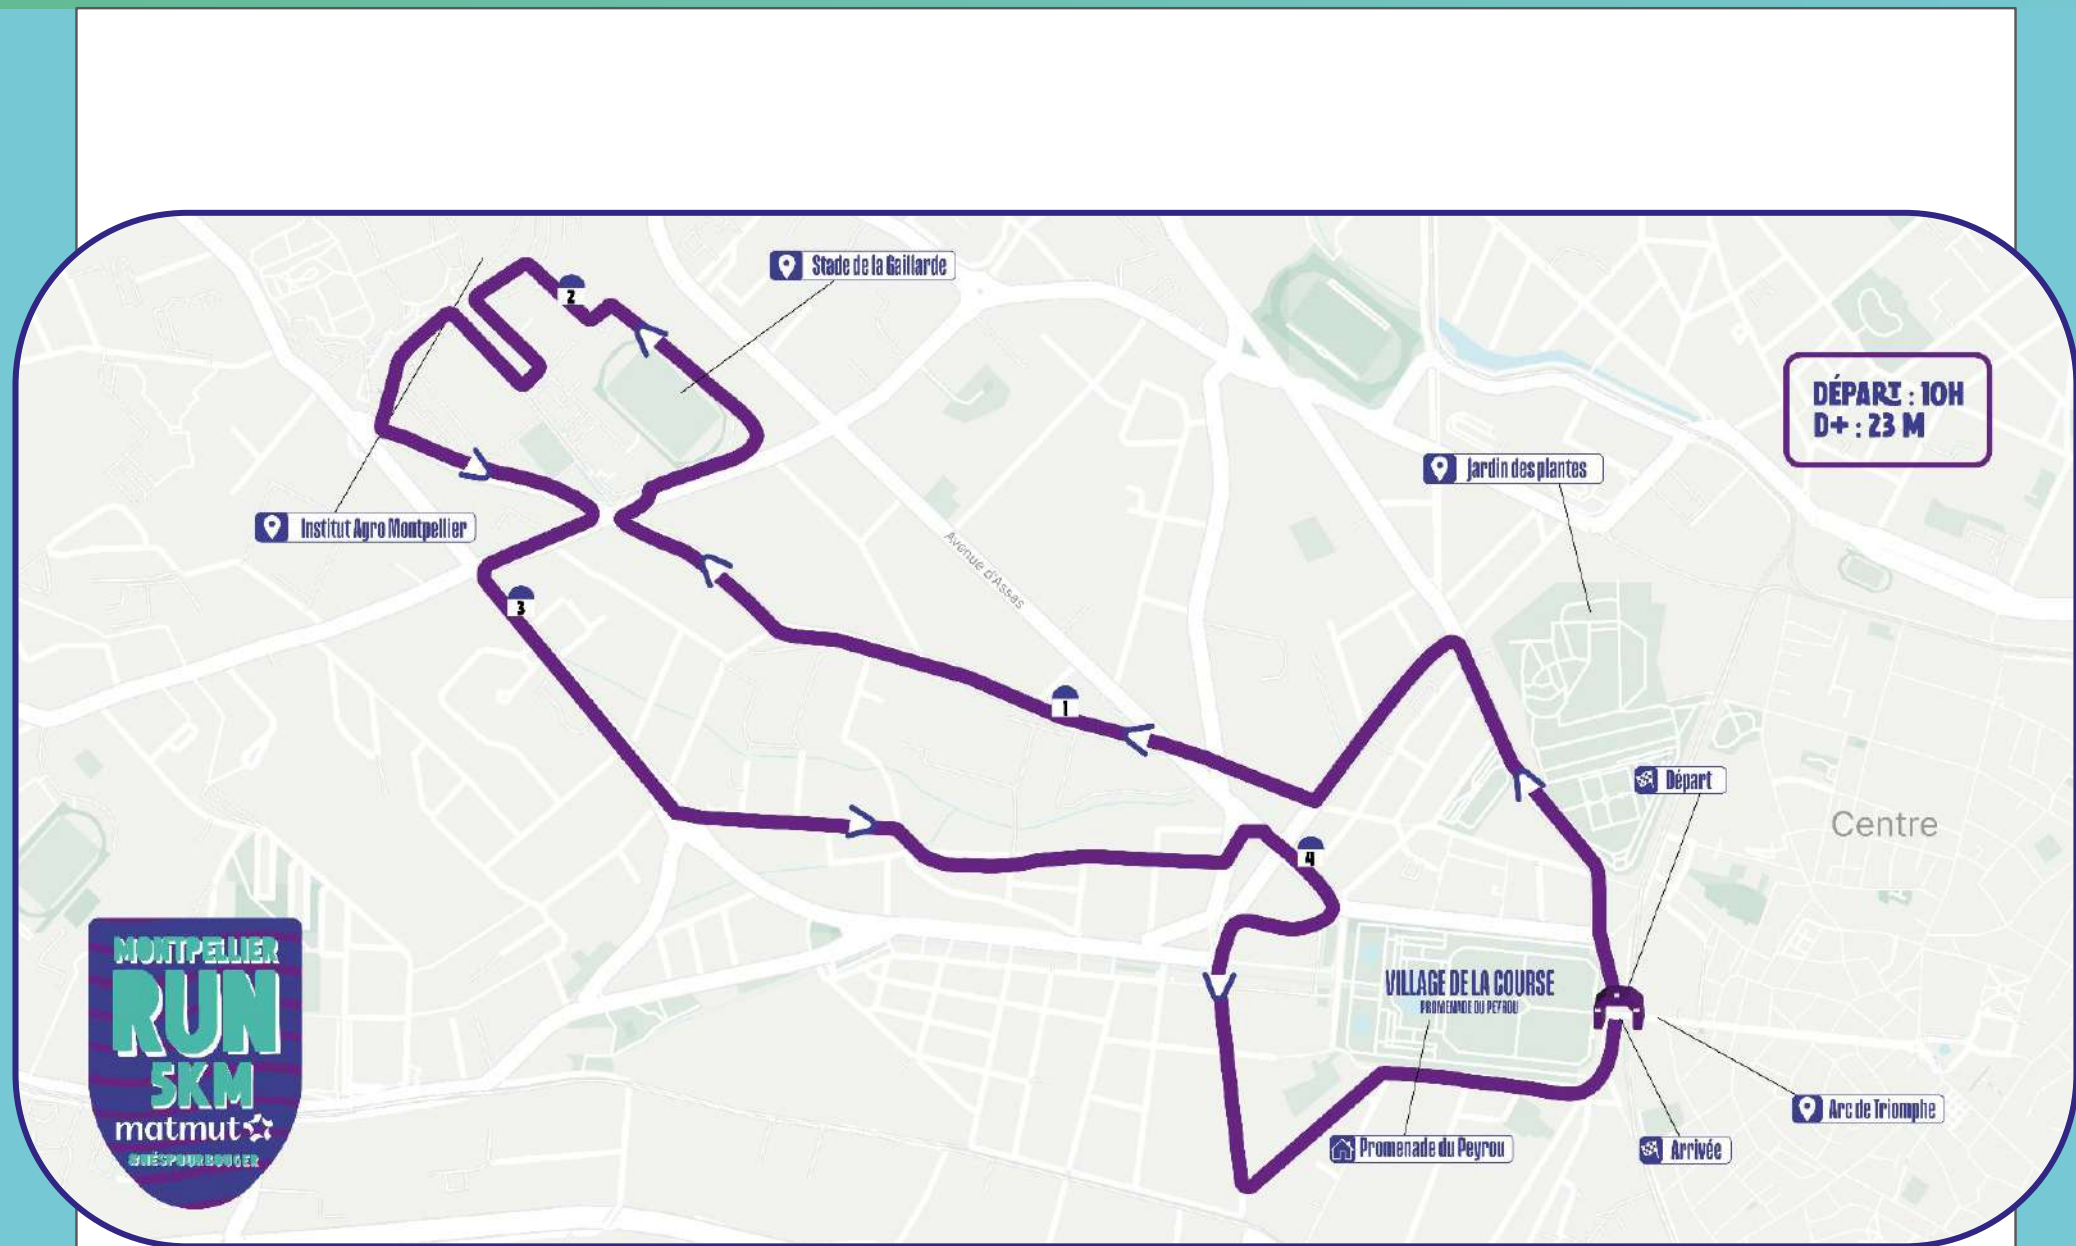 Stade de la Gaillarde
2
DÉPART : 10H
D+ : 23 M
Jardin des plantes
Institut Agro Montpellier
Avenue d'Assas
3
1
Départ
Centre
4
VILLAGE DE LA COURSE
PROMENADE DU PEYROU
MONTPELLIER
RUN
5KM
matmut
#NÉSPOURBOUGER
Arc de Triomphe
Promenade du Peyrou
Arrivée